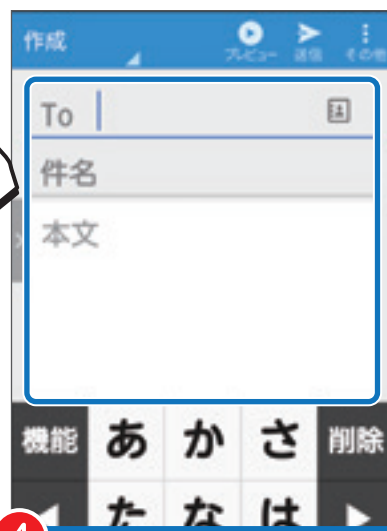 作成
プレビュー 送信 その他
To
件名
本文
機能 あ か さ 削除
た な は
4